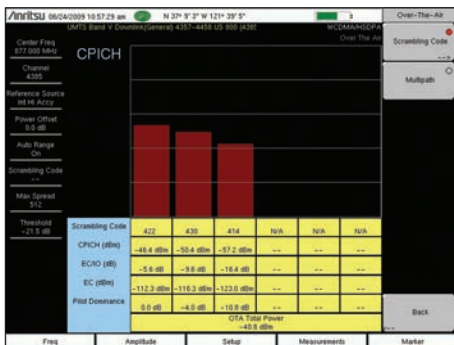 Anritsu 08/24/2009 10:57:29 am N 37° 9' 3" W 121° 39' 5"
Over-The-Air
UMTS Band V Downlink(General) 4357-4458 US 800 (4385
WCDMA/HSDPA
Over The Air
Center Freq
877.000 MHz
Channel
4385
Reference Source
Int Hi Accy
Power Offset
0.0 dB
Auto Range
On
Scrambling Code
--
Max Spread
512
Threshold
-21.5 dB
CPICH
Scrambling Code
-->
Multipath
Back
Scrambling Code 422 430 414 N/A N/A N/A
CPICH (dBm) -46.4 dBm -50.4 dBm -57.2 dBm -- -- --
EC/IO (dB) -5.6 dB -9.6 dB -16.4 dB -- -- --
EC (dBm) -112.3 dBm -116.3 dBm -123.0 dBm -- -- --
Pilot Dominance 0.0 dB -4.0 dB -10.8 dB -- -- --
OTA Total Power
-40.8 dBm
Freq Amplitude Setup Measurements Marker